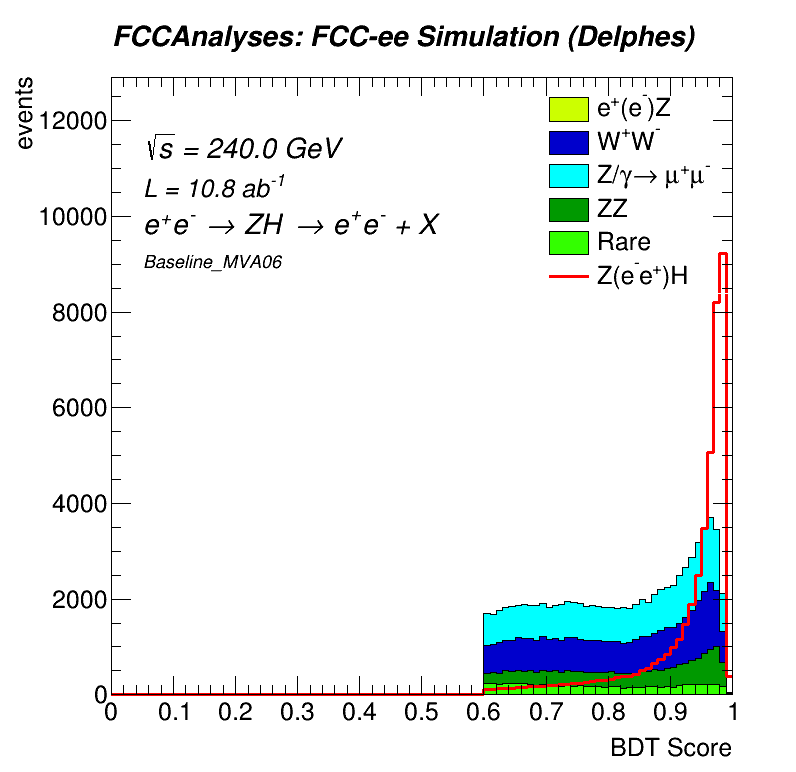 FCCAnalyses: FCC-ee Simulation (Delphes)
events
12000
10000
8000
6000
4000
2000
0
√s = 240.0 GeV
L = 10.8 ab⁻¹
e⁺e⁻ → ZH → e⁺e⁻ + X
Baseline_MVA06
e⁺(e⁻)Z
W⁺W⁻
Z/γ→ μ⁺μ⁻
ZZ
Rare
Z(e⁻e⁺)H
0 0.1 0.2 0.3 0.4 0.5 0.6 0.7 0.8 0.9 1
BDT Score